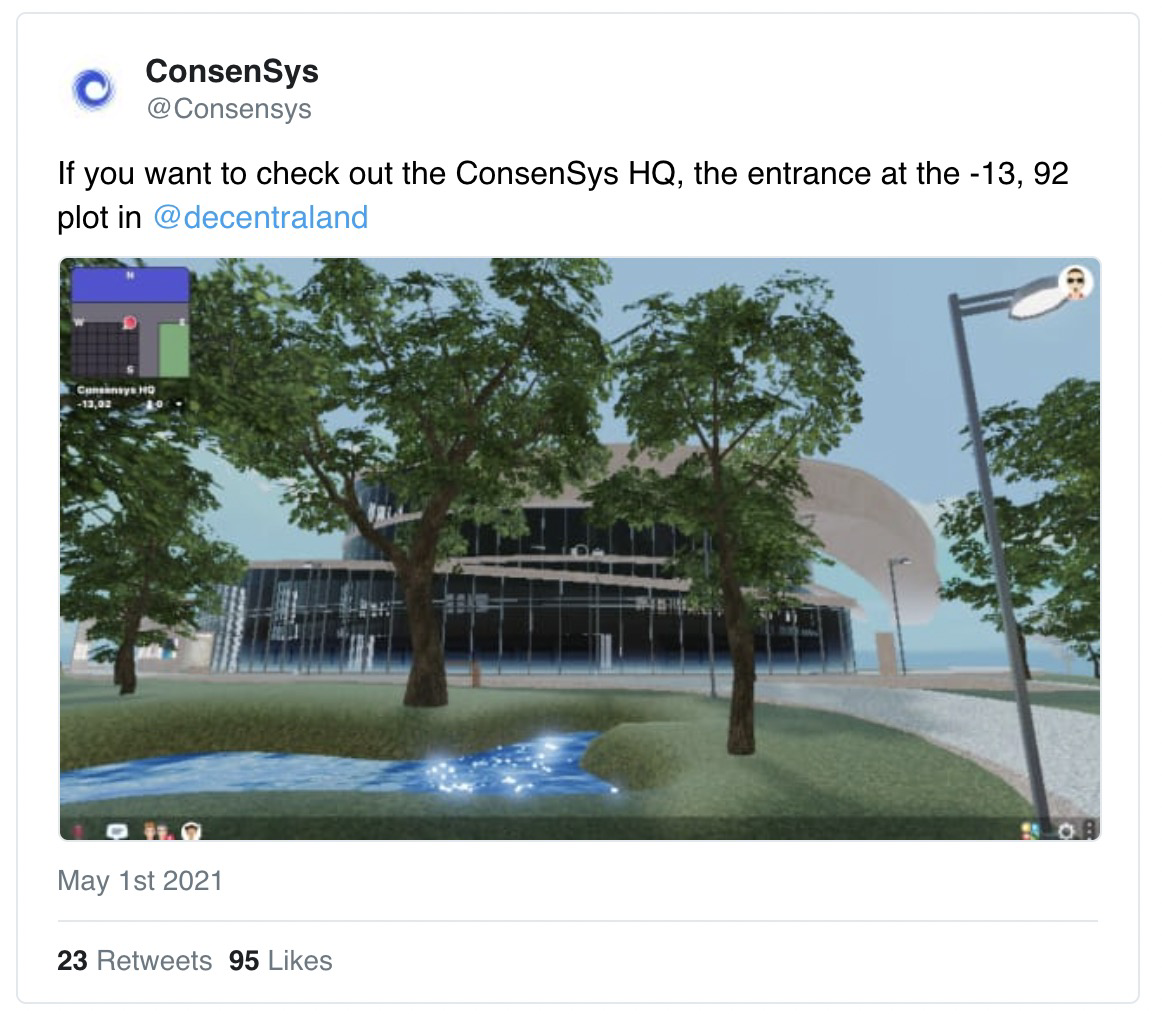 ConsenSys
@Consensys
If you want to check out the ConsenSys HQ, the entrance at the -13, 92
plot in @decentraland
N
W
E
S
Consensys HQ
-13,92
0
May 1st 2021
23 Retweets 95 Likes